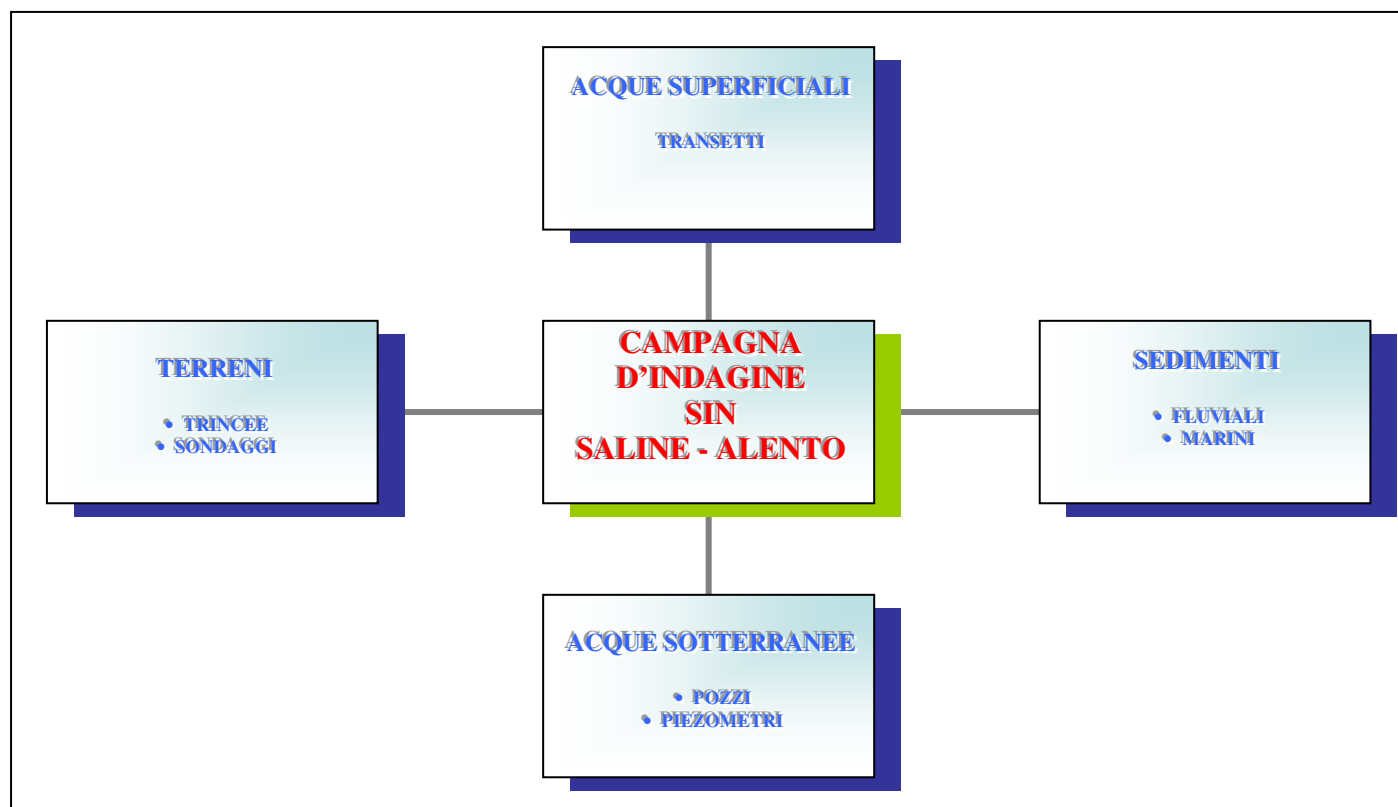 ACQUE SUPERFICIALI
TRANSETTI
TERRENI
• TRINCEE
• SONDAGGI
CAMPAGNA
D’INDAGINE
SIN
SALINE - ALENTO
SEDIMENTI
• FLUVIALI
• MARINI
ACQUE SOTTERRANEE
• POZZI
• PIEZOMETRI